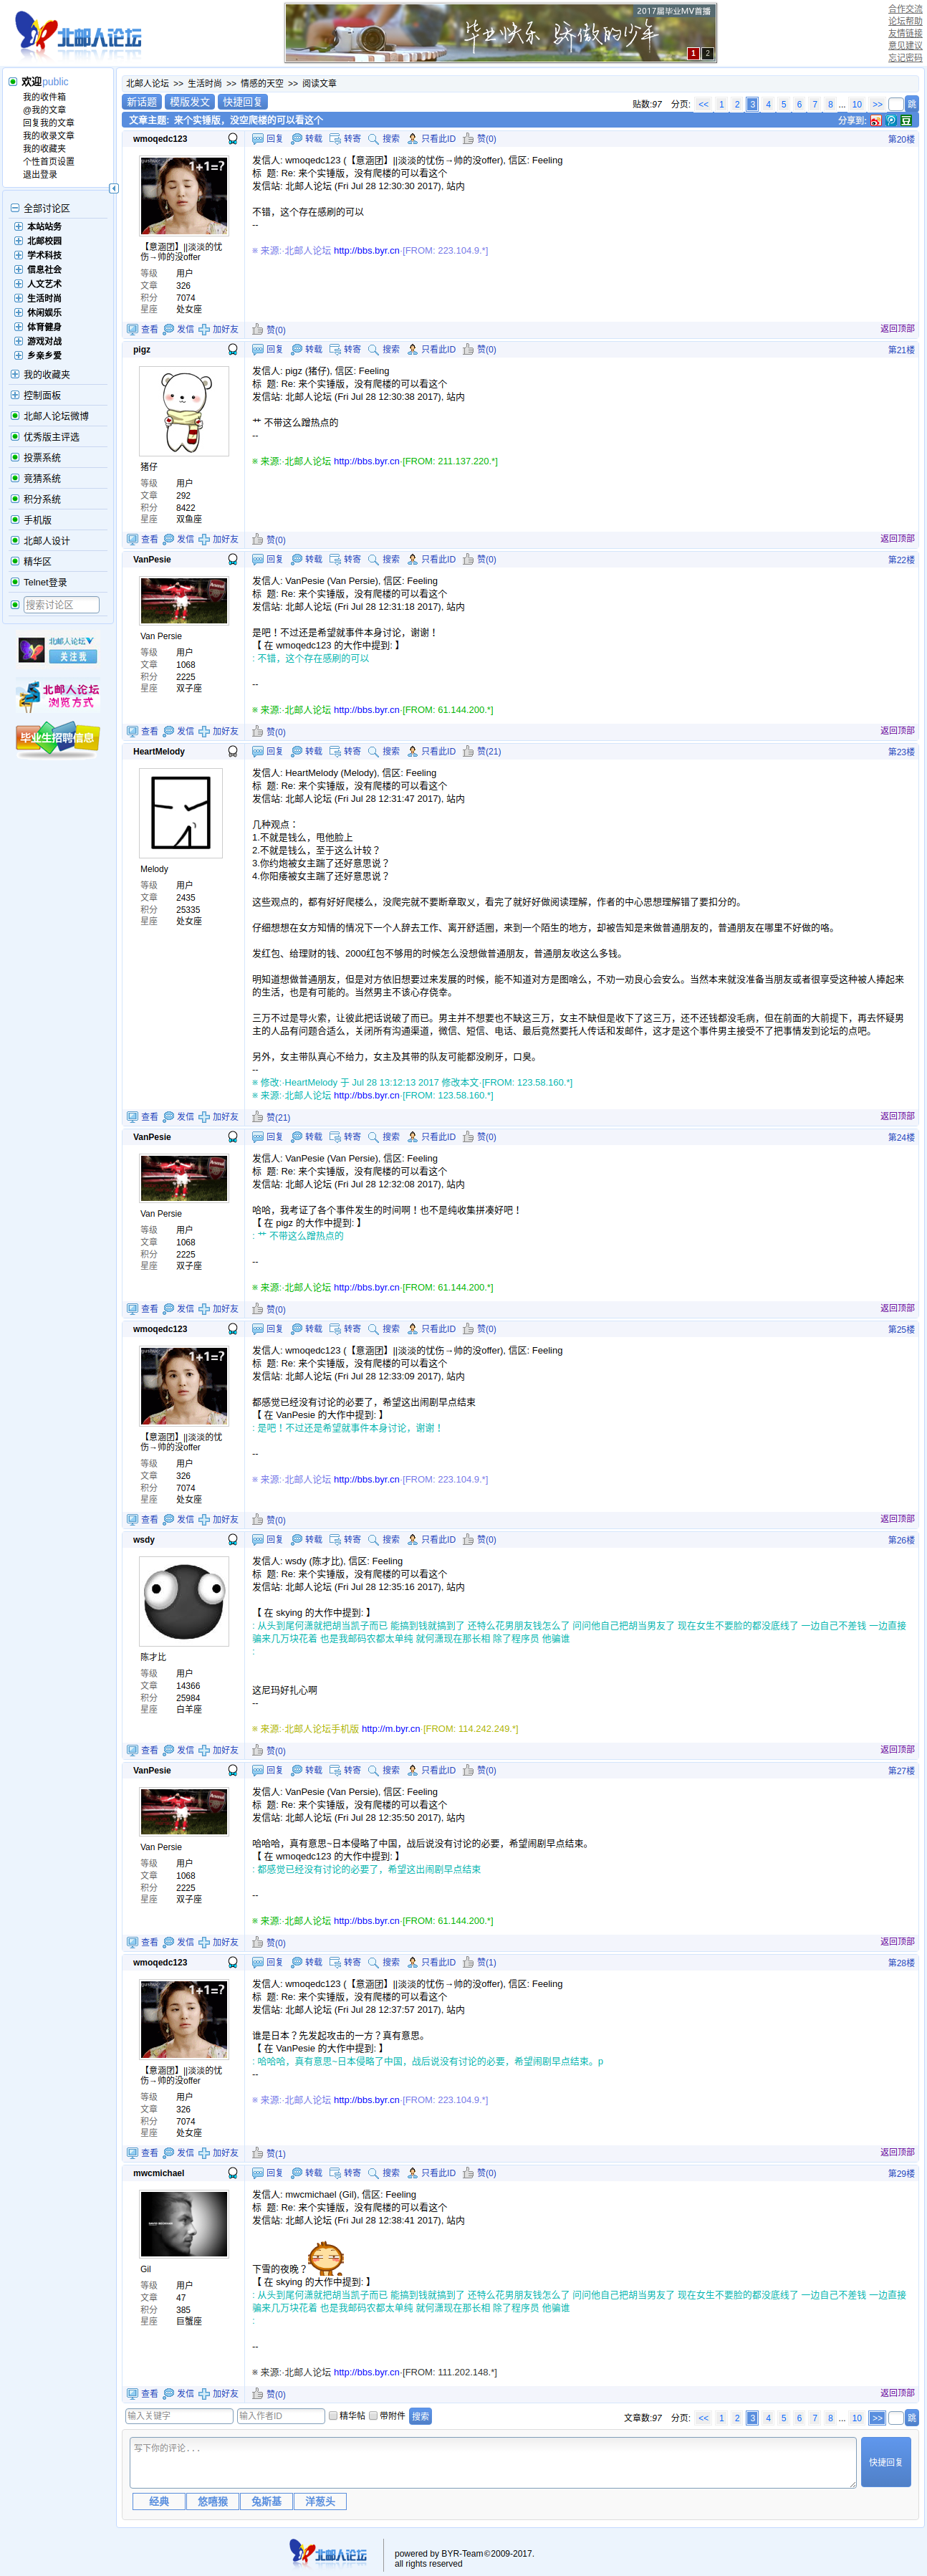 北邮人论坛
毕业快乐 骄傲的少年
2017届毕业MV首播
1 2
合作交流
论坛帮助
友情链接
意见建议
忘记密码
欢迎public
我的收件箱
@我的文章
回复我的文章
我的收录文章
我的收藏夹
个性首页设置
退出登录
全部讨论区
本站站务
北邮校园
学术科技
信息社会
人文艺术
生活时尚
休闲娱乐
体育健身
游戏对战
乡亲乡爱
我的收藏夹
控制面板
北邮人论坛微博
优秀版主评选
投票系统
竞猜系统
积分系统
手机版
北邮人设计
精华区
Telnet登录
搜索讨论区
北邮人论坛
关注我
北邮人论坛
浏览方式
毕业生招聘信息
北邮人论坛 >> 生活时尚 >> 情感的天空 >> 阅读文章
新话题 模版发文 快捷回复
贴数:97 分页: << 1 2 3 4 5 6 7 8 ... 10 >> 跳
文章主题: 来个实锤版，没空爬楼的可以看这个
分享到:
wmoqedc123
回复 转载 转寄 搜索 只看此ID 赞(0) 第20楼
1+1=?
【意涵团】||淡淡的忧伤→帅的没offer
等级 用户
文章 326
积分 7074
星座 处女座
发信人: wmoqedc123 (【意涵团】||淡淡的忧伤→帅的没offer), 信区: Feeling
标 题: Re: 来个实锤版，没有爬楼的可以看这个
发信站: 北邮人论坛 (Fri Jul 28 12:30:30 2017), 站内
不错，这个存在感刷的可以
--
※ 来源:·北邮人论坛 http://bbs.byr.cn·[FROM: 223.104.9.*]
查看 发信 加好友 赞(0) 返回顶部
pigz
回复 转载 转寄 搜索 只看此ID 赞(0) 第21楼
猪仔
等级 用户
文章 292
积分 8422
星座 双鱼座
发信人: pigz (猪仔), 信区: Feeling
标 题: Re: 来个实锤版，没有爬楼的可以看这个
发信站: 北邮人论坛 (Fri Jul 28 12:30:38 2017), 站内
艹 不带这么蹭热点的
--
※ 来源:·北邮人论坛 http://bbs.byr.cn·[FROM: 211.137.220.*]
查看 发信 加好友 赞(0) 返回顶部
VanPesie
回复 转载 转寄 搜索 只看此ID 赞(0) 第22楼
Van Persie
等级 用户
文章 1068
积分 2225
星座 双子座
发信人: VanPesie (Van Persie), 信区: Feeling
标 题: Re: 来个实锤版，没有爬楼的可以看这个
发信站: 北邮人论坛 (Fri Jul 28 12:31:18 2017), 站内
是吧！不过还是希望就事件本身讨论，谢谢！
【 在 wmoqedc123 的大作中提到: 】
: 不错，这个存在感刷的可以
--
※ 来源:·北邮人论坛 http://bbs.byr.cn·[FROM: 61.144.200.*]
查看 发信 加好友 赞(0) 返回顶部
HeartMelody
回复 转载 转寄 搜索 只看此ID 赞(21) 第23楼
Melody
等级 用户
文章 2435
积分 25335
星座 处女座
发信人: HeartMelody (Melody), 信区: Feeling
标 题: Re: 来个实锤版，没有爬楼的可以看这个
发信站: 北邮人论坛 (Fri Jul 28 12:31:47 2017), 站内
几种观点：
1.不就是钱么，甩他脸上
2.不就是钱么，至于这么计较？
3.你约炮被女主踹了还好意思说？
4.你阳痿被女主踹了还好意思说？
这些观点的，都有好好爬楼么，没爬完就不要断章取义，看完了就好好做阅读理解，作者的中心思想理解错了要扣分的。
仔细想想在女方知情的情况下一个人辞去工作、离开舒适圈，来到一个陌生的地方，却被告知是来做普通朋友的，普通朋友在哪里不好做的咯。
发红包、给理财的钱、2000红包不够用的时候怎么没想做普通朋友，普通朋友收这么多钱。
明知道想做普通朋友，但是对方依旧想要过来发展的时候，能不知道对方是图啥么，不劝一劝良心会安么。当然本来就没准备当朋友或者很享受这种被人捧起来的生活，也是有可能的。当然男主不该心存侥幸。
三万不过是导火索，让彼此把话说破了而已。男主并不想要也不缺这三万，女主不缺但是收下了这三万，还不还钱都没毛病，但在前面的大前提下，再去怀疑男主的人品有问题合适么，关闭所有沟通渠道，微信、短信、电话、最后竟然要托人传话和发邮件，这才是这个事件男主接受不了把事情发到论坛的点吧。
另外，女主带队真心不给力，女主及其带的队友可能都没刷牙，口臭。
--
※ 修改:·HeartMelody 于 Jul 28 13:12:13 2017 修改本文·[FROM: 123.58.160.*]
※ 来源:·北邮人论坛 http://bbs.byr.cn·[FROM: 123.58.160.*]
查看 发信 加好友 赞(21) 返回顶部
VanPesie
回复 转载 转寄 搜索 只看此ID 赞(0) 第24楼
Van Persie
等级 用户
文章 1068
积分 2225
星座 双子座
发信人: VanPesie (Van Persie), 信区: Feeling
标 题: Re: 来个实锤版，没有爬楼的可以看这个
发信站: 北邮人论坛 (Fri Jul 28 12:32:08 2017), 站内
哈哈，我考证了各个事件发生的时间啊！也不是纯收集拼凑好吧！
【 在 pigz 的大作中提到: 】
: 艹 不带这么蹭热点的
--
※ 来源:·北邮人论坛 http://bbs.byr.cn·[FROM: 61.144.200.*]
查看 发信 加好友 赞(0) 返回顶部
wmoqedc123
回复 转载 转寄 搜索 只看此ID 赞(0) 第25楼
1+1=?
【意涵团】||淡淡的忧伤→帅的没offer
等级 用户
文章 326
积分 7074
星座 处女座
发信人: wmoqedc123 (【意涵团】||淡淡的忧伤→帅的没offer), 信区: Feeling
标 题: Re: 来个实锤版，没有爬楼的可以看这个
发信站: 北邮人论坛 (Fri Jul 28 12:33:09 2017), 站内
都感觉已经没有讨论的必要了，希望这出闹剧早点结束
【 在 VanPesie 的大作中提到: 】
: 是吧！不过还是希望就事件本身讨论，谢谢！
--
※ 来源:·北邮人论坛 http://bbs.byr.cn·[FROM: 223.104.9.*]
查看 发信 加好友 赞(0) 返回顶部
wsdy
回复 转载 转寄 搜索 只看此ID 赞(0) 第26楼
陈才比
等级 用户
文章 14366
积分 25984
星座 白羊座
发信人: wsdy (陈才比), 信区: Feeling
标 题: Re: 来个实锤版，没有爬楼的可以看这个
发信站: 北邮人论坛 (Fri Jul 28 12:35:16 2017), 站内
【 在 skying 的大作中提到: 】
: 从头到尾何潇就把胡当凯子而已 能搞到钱就搞到了 还特么花男朋友钱怎么了 问问他自己把胡当男友了 现在女生不要脸的都没底线了 一边自己不差钱 一边直接骗来几万块花着 也是我邮码农都太单纯 就何潇现在那长相 除了程序员 他骗谁
:
这尼玛好扎心啊
--
※ 来源:·北邮人论坛手机版 http://m.byr.cn·[FROM: 114.242.249.*]
查看 发信 加好友 赞(0) 返回顶部
VanPesie
回复 转载 转寄 搜索 只看此ID 赞(0) 第27楼
Van Persie
等级 用户
文章 1068
积分 2225
星座 双子座
发信人: VanPesie (Van Persie), 信区: Feeling
标 题: Re: 来个实锤版，没有爬楼的可以看这个
发信站: 北邮人论坛 (Fri Jul 28 12:35:50 2017), 站内
哈哈哈，真有意思~日本侵略了中国，战后说没有讨论的必要，希望闹剧早点结束。
【 在 wmoqedc123 的大作中提到: 】
: 都感觉已经没有讨论的必要了，希望这出闹剧早点结束
--
※ 来源:·北邮人论坛 http://bbs.byr.cn·[FROM: 61.144.200.*]
查看 发信 加好友 赞(0) 返回顶部
wmoqedc123
回复 转载 转寄 搜索 只看此ID 赞(1) 第28楼
1+1=?
【意涵团】||淡淡的忧伤→帅的没offer
等级 用户
文章 326
积分 7074
星座 处女座
发信人: wmoqedc123 (【意涵团】||淡淡的忧伤→帅的没offer), 信区: Feeling
标 题: Re: 来个实锤版，没有爬楼的可以看这个
发信站: 北邮人论坛 (Fri Jul 28 12:37:57 2017), 站内
谁是日本？先发起攻击的一方？真有意思。
【 在 VanPesie 的大作中提到: 】
: 哈哈哈，真有意思~日本侵略了中国，战后说没有讨论的必要，希望闹剧早点结束。p
--
※ 来源:·北邮人论坛 http://bbs.byr.cn·[FROM: 223.104.9.*]
查看 发信 加好友 赞(1) 返回顶部
mwcmichael
回复 转载 转寄 搜索 只看此ID 赞(0) 第29楼
Gil
等级 用户
文章 47
积分 385
星座 巨蟹座
发信人: mwcmichael (Gil), 信区: Feeling
标 题: Re: 来个实锤版，没有爬楼的可以看这个
发信站: 北邮人论坛 (Fri Jul 28 12:38:41 2017), 站内
下雪的夜晚？
【 在 skying 的大作中提到: 】
: 从头到尾何潇就把胡当凯子而已 能搞到钱就搞到了 还特么花男朋友钱怎么了 问问他自己把胡当男友了 现在女生不要脸的都没底线了 一边自己不差钱 一边直接骗来几万块花着 也是我邮码农都太单纯 就何潇现在那长相 除了程序员 他骗谁
:
--
※ 来源:·北邮人论坛 http://bbs.byr.cn·[FROM: 111.202.148.*]
查看 发信 加好友 赞(0) 返回顶部
输入关键字 输入作者ID 精华帖 带附件 搜索
文章数:97 分页: << 1 2 3 4 5 6 7 8 ... 10 >> 跳
写下你的评论...
快捷回复
经典 悠嘻猴 兔斯基 洋葱头
北邮人论坛
powered by BYR-Team©2009-2017.
all rights reserved